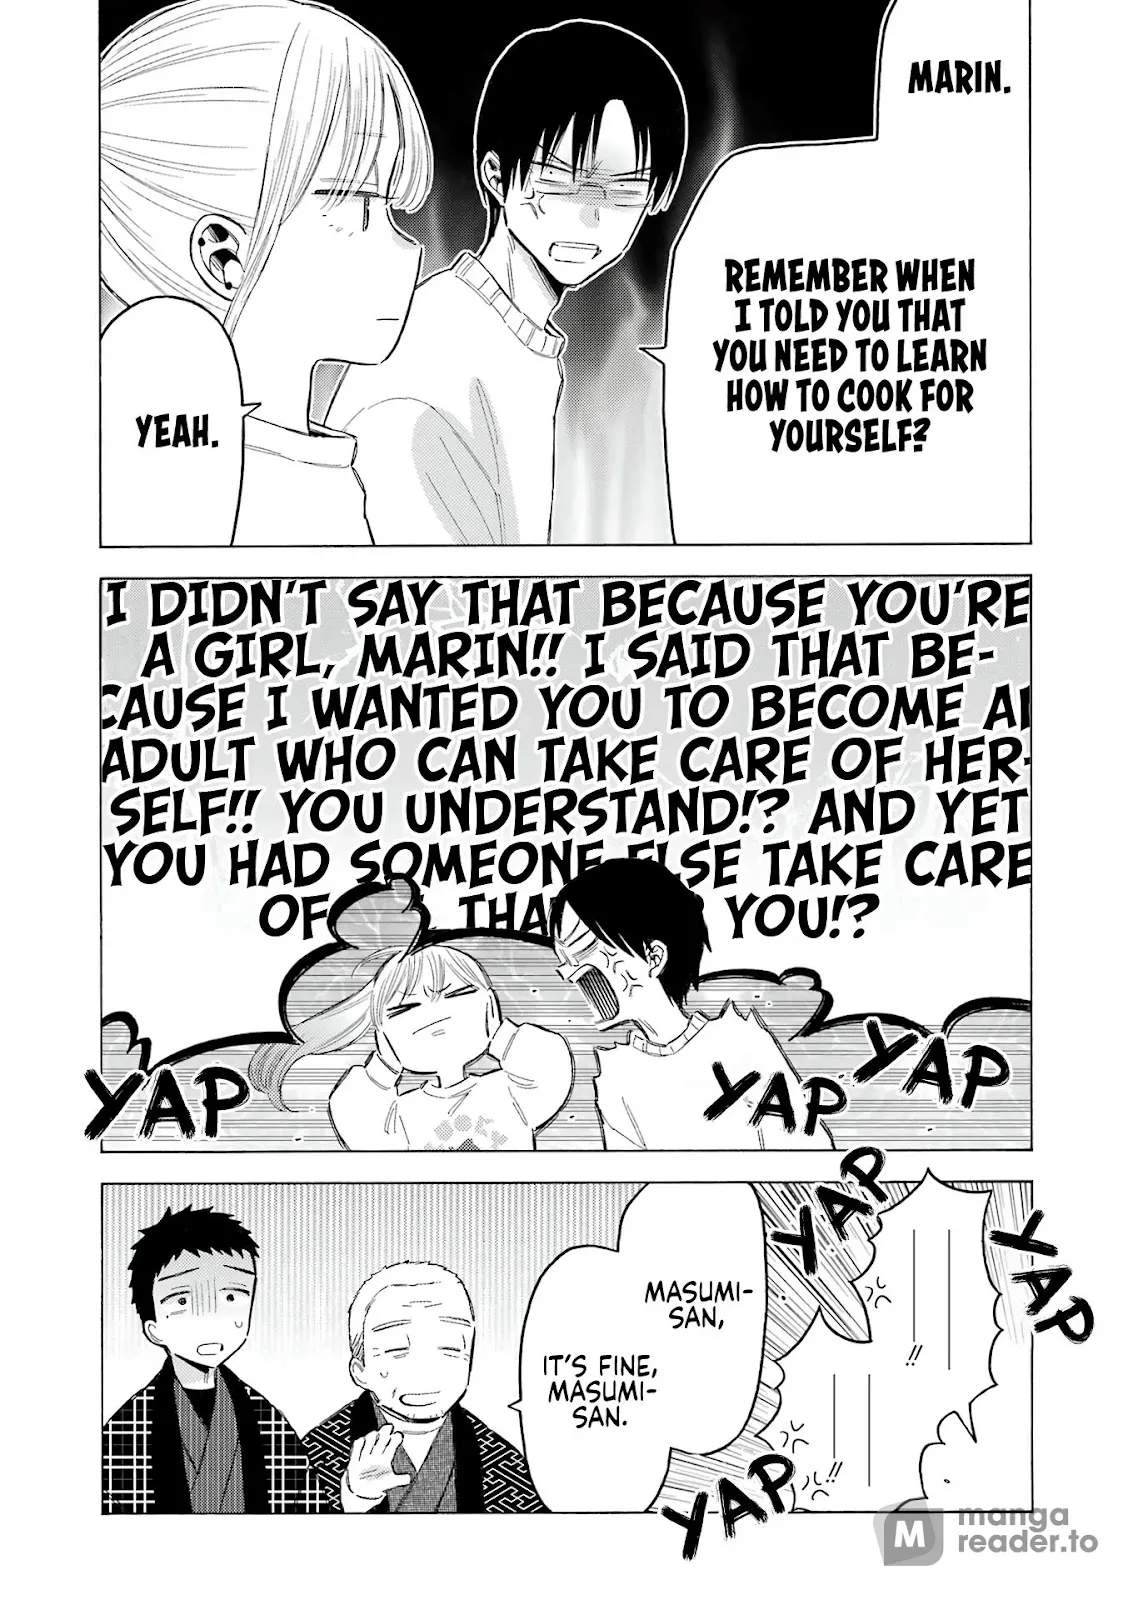 MARIN.
REMEMBER WHEN
I TOLD YOU THAT
YOU NEED TO LEARN
HOW TO COOK FOR
YOURSELF?
YEAH.
I DIDN'T SAY THAT BECAUSE YOU'RE
A GIRL, MARIN!! I SAID THAT BE-
CAUSE I WANTED YOU TO BECOME
ADULT WHO CAN TAKE CARE OF HER-
SELF!! YOU UNDERSTAND!? AND YET
YOU HAD SOMEONE ELSE TAKE CARE
OF YOU!?
YAP
YAP
YAP
YAP
YAP
MASUMI-
SAN,
IT'S FINE,
MASUMI-
SAN.
!!
!!
YAP
M manga
reader.to